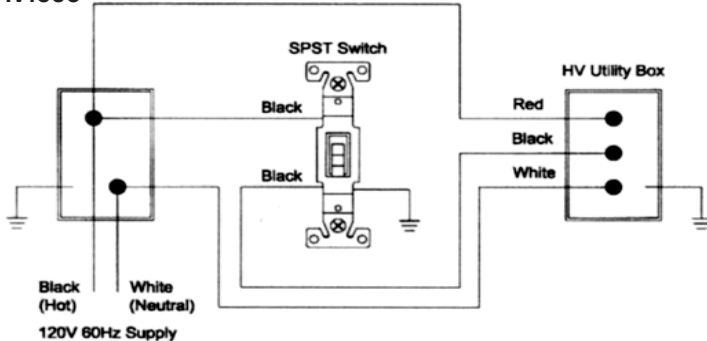 SPST Switch
HV Utility Box
Black
Red
Black
Black
White
Black
(Hot)
White
(Neutral)
120V 60Hz Supply